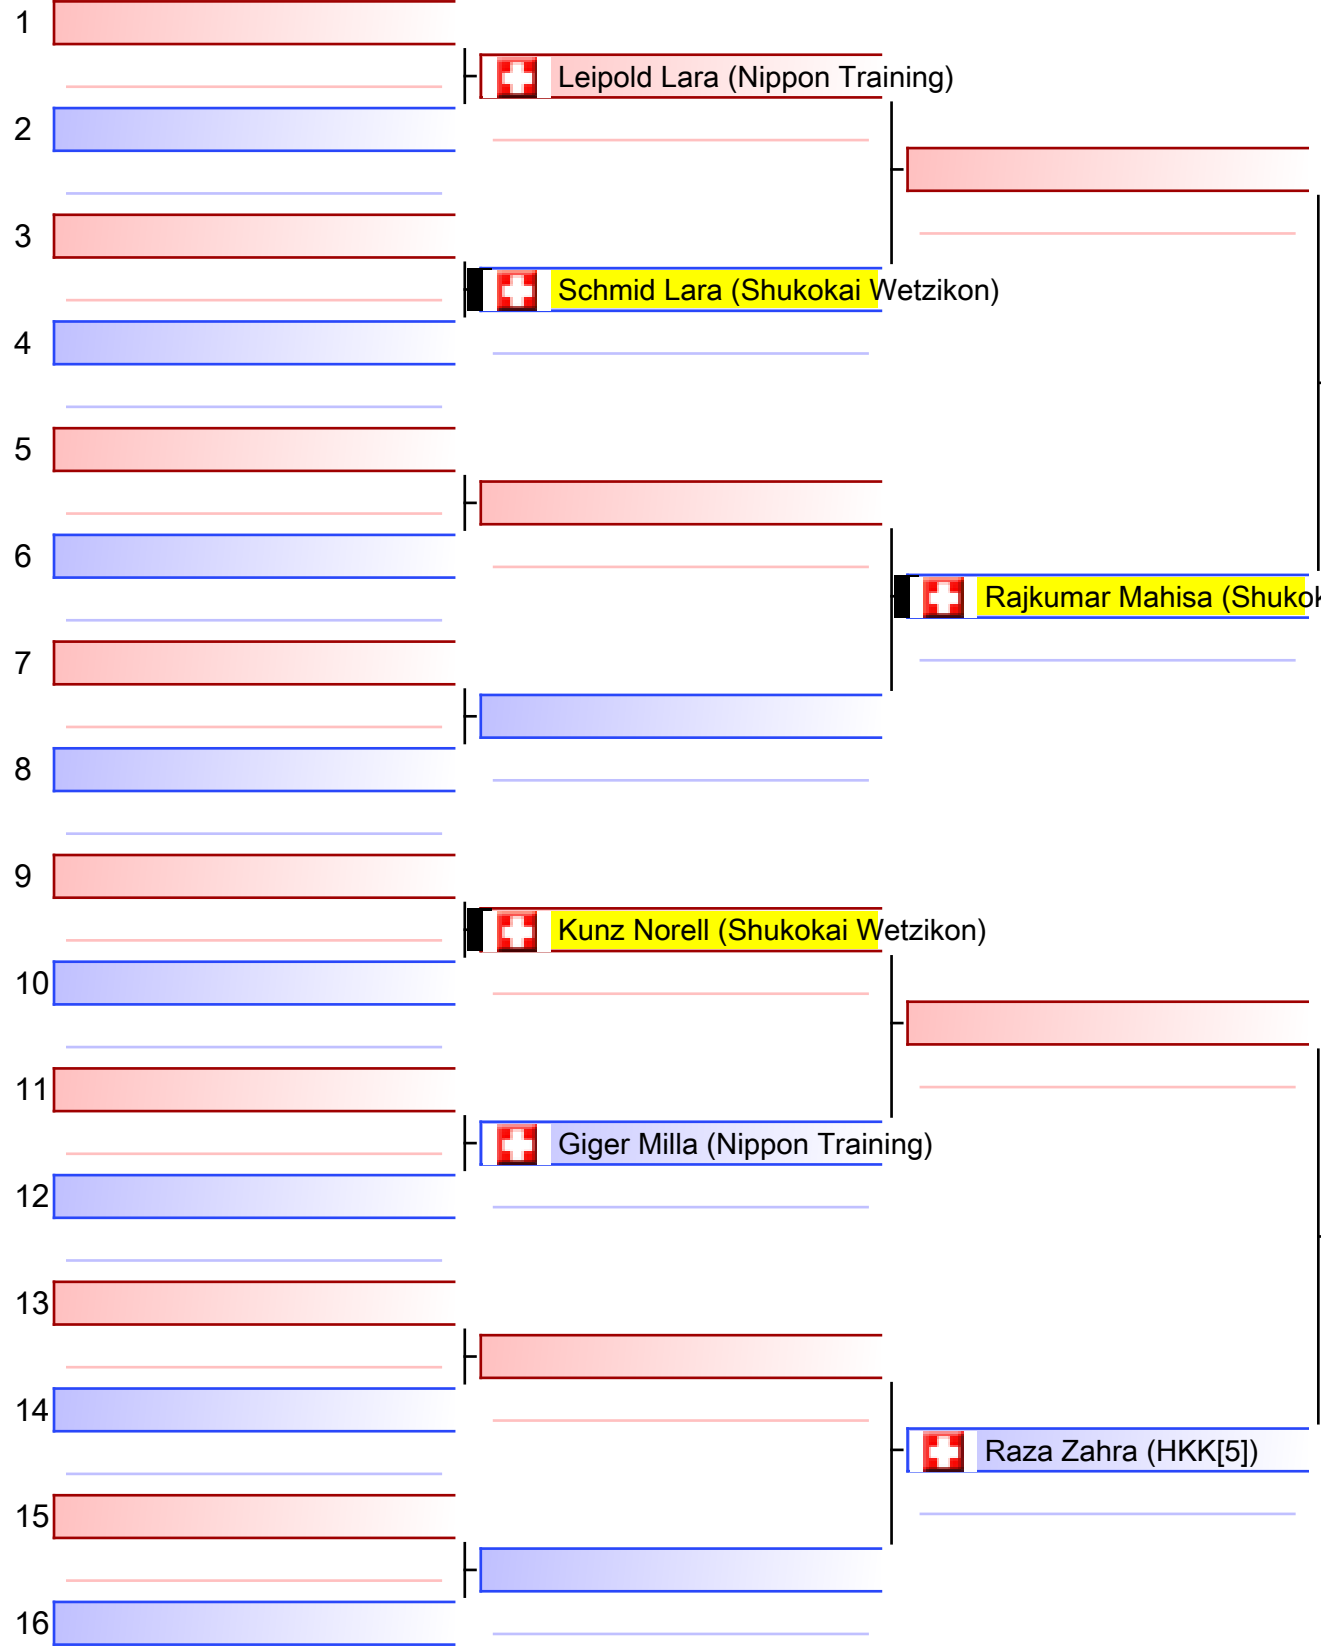 1
Leipold Lara (Nippon Training)
2
3
Schmid Lara (Shukokai Wetzikon)
4
5
6
Rajkumar Mahisa (Shukok
7
8
9
Kunz Norell (Shukokai Wetzikon)
10
11
Giger Milla (Nippon Training)
12
13
14
Raza Zahra (HKK[5])
15
16